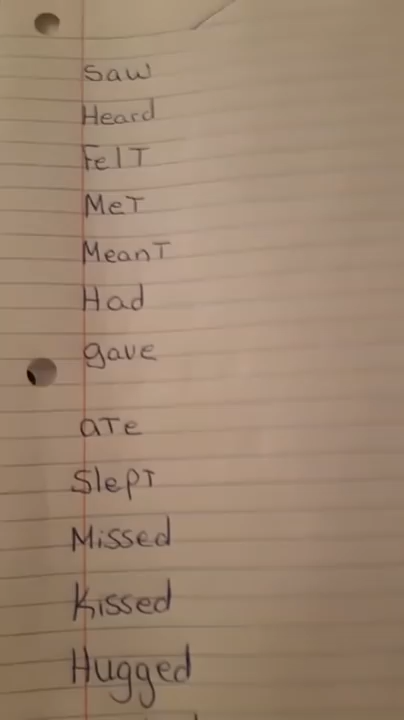 Saw
Heard
FelT
MeT
MeanT
Had
gave
aTe
SlepT
Missed
Kissed
Hugged